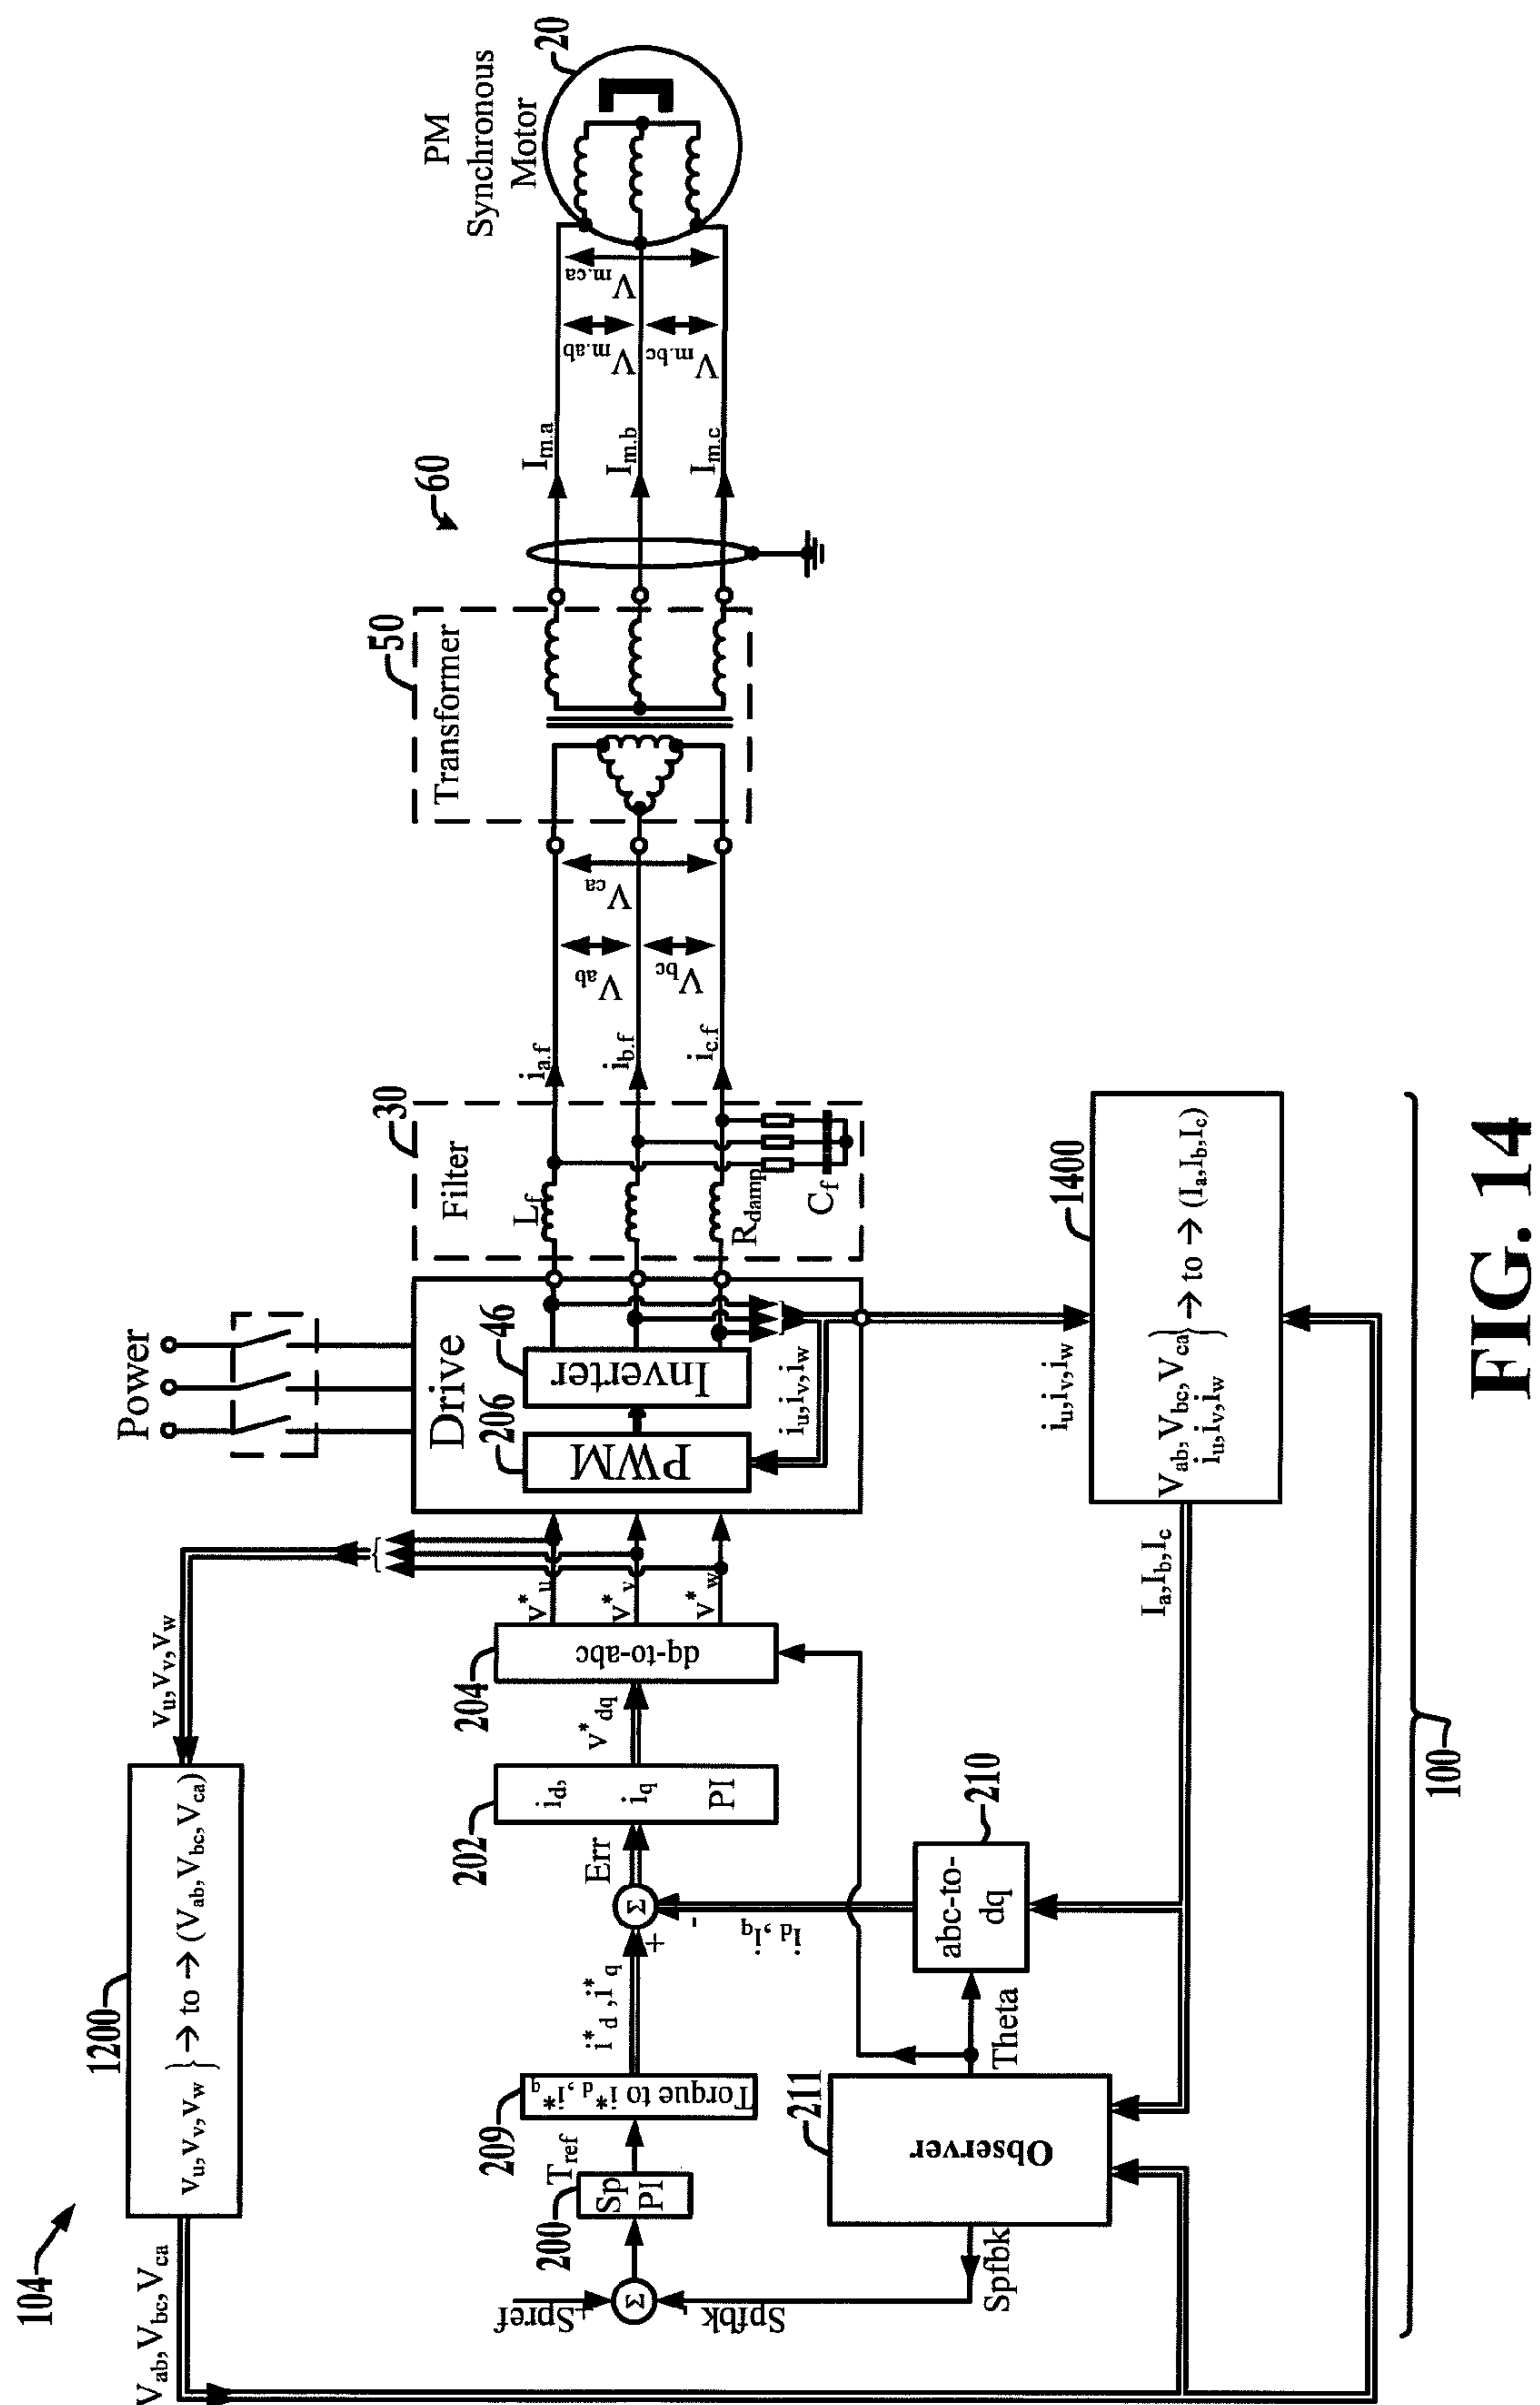 104
V_ab, V_bc, V_ca
1200
v_u, v_v, v_w } → to → (V_ab, V_bc, V_ca)
v_u, v_v, v_w
Spref
+
Σ
-
Spfbk
200
Sp
PI
T_ref
209
Torque to i*_d, i*_q
i*_d, i*_q
+
Σ
-
i_d, i_q
Err
202
i_d,
i_q
PI
v*_dq
204
dq-to-abc
v*_u
v*_v
v*_w
Spfbk
211
Observer
Theta
210
abc-to-
dq
I_a, I_b, I_c
Power
Drive
206
PWM
46
Inverter
i_u, i_v, i_w
i_u, i_v, i_w
1400
V_ab, V_bc, V_ca } → to → (I_a, I_b, I_c)
i_u, i_v, i_w
30
Filter
L_f
R_damp
C_f
i_a.f
i_b.f
i_c.f
V_ab
V_bc
V_ca
50
Transformer
60
I_m.a
I_m.b
I_m.c
V_m.ab
V_m.bc
V_m.ca
PM
Synchronous
Motor
20
100
FIG. 14